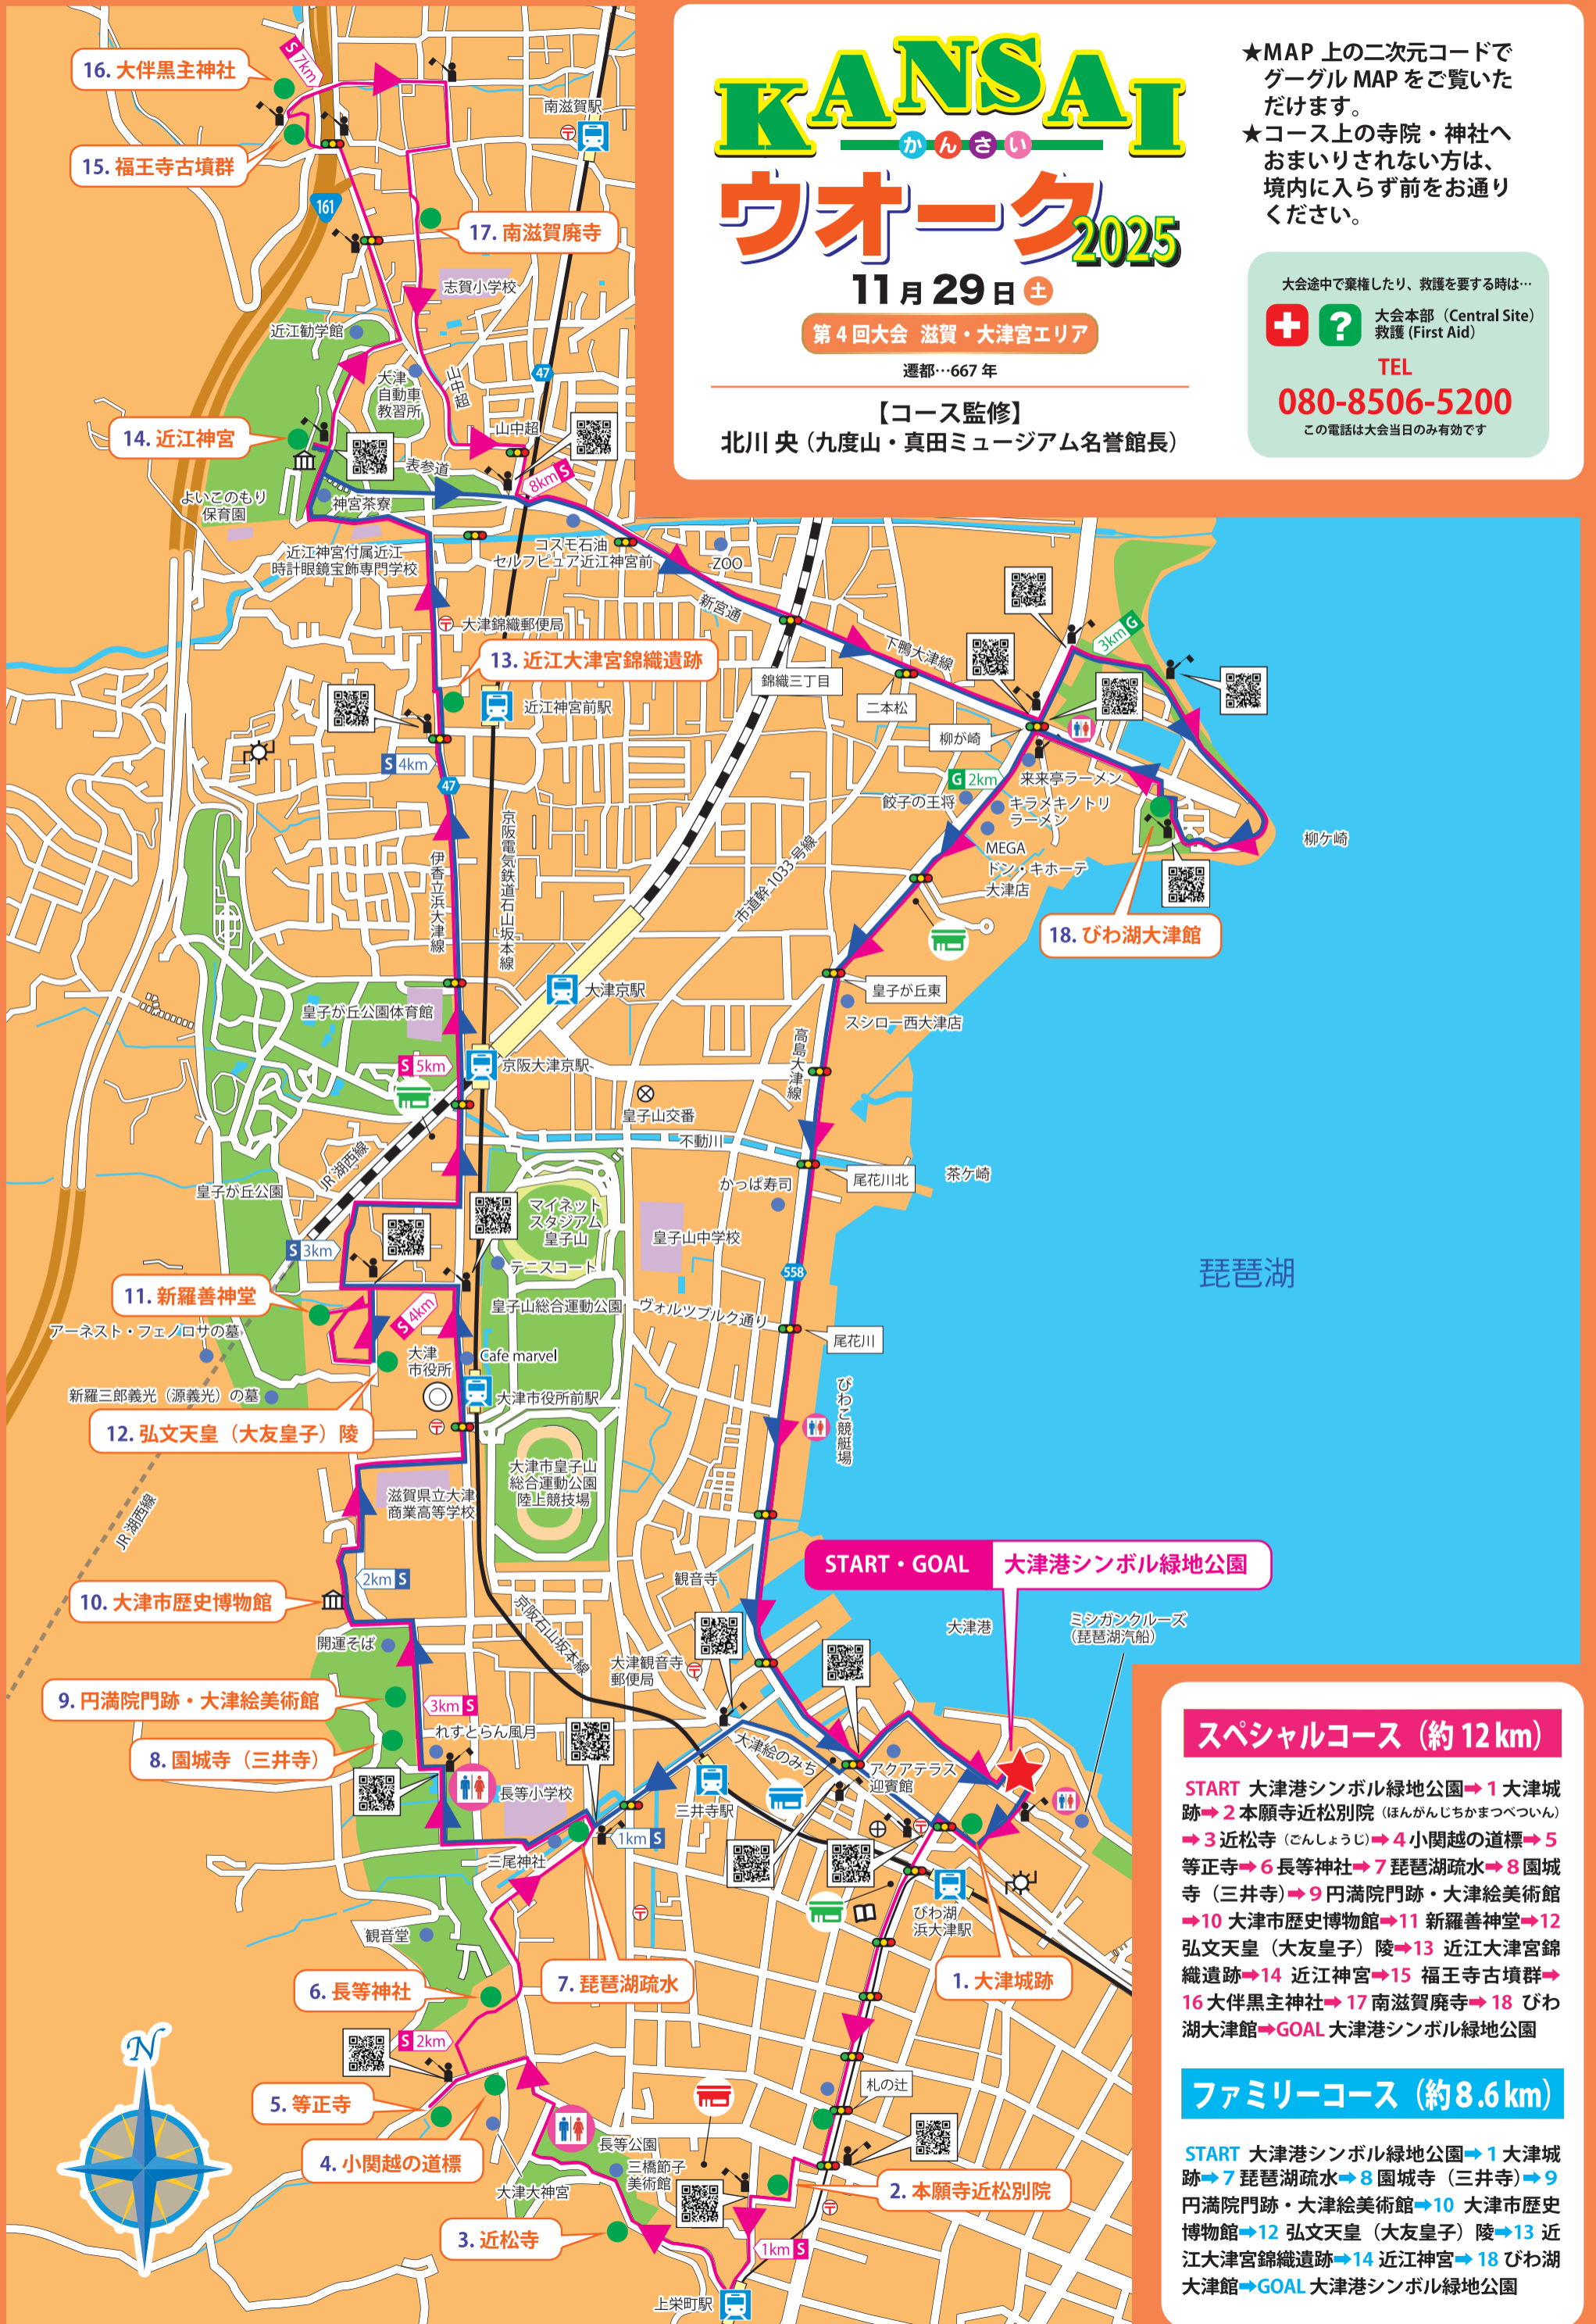 KANSAI
かんさい
ウオーク2025
11月29日 土
第4回大会 滋賀・大津宮エリア
遷都…667年
【コース監修】
北川 央（九度山・真田ミュージアム名誉館長）
★MAP 上の二次元コードで
グーグル MAP をご覧いた
だけます。
★コース上の寺院・神社へ
おまいりされない方は、
境内に入らず前をお通り
ください。
大会途中で棄権したり、救護を要する時は…
大会本部（Central Site）
救護 (First Aid)
TEL
080-8506-5200
この電話は大会当日のみ有効です
16. 大伴黒主神社
S 7km
南滋賀駅
15. 福王寺古墳群
161
17. 南滋賀廃寺
志賀小学校
近江勧学館
大津
自動車
教習所
山中超
47
14. 近江神宮
山中超
表参道
8km S
よいこのもり
保育園
神宮茶寮
近江神宮付属近江
時計眼鏡宝飾専門学校
コスモ石油
セルフピュア近江神宮前
ZOO
新宮通
大津錦織郵便局
13. 近江大津宮錦織遺跡
下鴨大津線
3km G
錦織三丁目
近江神宮前駅
二本松
柳が崎
S 4km
47
G 2km
来来亭ラーメン
餃子の王将
キラメキノトリ
ラーメン
MEGA
ドン・キホーテ
大津店
柳ケ崎
京阪電気鉄道石山坂本線
伊香立浜大津線
市道幹1033号線
18. びわ湖大津館
大津京駅
皇子が丘東
皇子が丘公園体育館
スシロー西大津店
高島大津線
S 5km
京阪大津京駅
皇子山交番
不動川
JR湖西線
皇子が丘公園
かっぱ寿司
尾花川北
茶ケ崎
マイネット
スタジアム
皇子山
皇子山中学校
S 3km
テニスコート
558
琵琶湖
11. 新羅善神堂
S 4km
皇子山総合運動公園
ヴォルツブルク通り
尾花川
アーネスト・フェノロサの墓
大津
市役所
Cafe marvel
新羅三郎義光（源義光）の墓
大津市役所前駅
びわこ競艇場
12. 弘文天皇（大友皇子）陵
大津市皇子山
総合運動公園
陸上競技場
滋賀県立大津
商業高等学校
JR湖西線
START・GOAL 大津港シンボル緑地公園
2km S
観音寺
10. 大津市歴史博物館
京阪石山坂本線
大津港
ミシガンクルーズ
（琵琶湖汽船）
開運そば
大津観音寺
郵便局
9. 円満院門跡・大津絵美術館
3km S
れすとらん風月
大津絵のみち
8. 園城寺（三井寺）
アクアテラス
迎賓館
長等小学校
三井寺駅
1km S
三尾神社
びわ湖
浜大津駅
観音堂
7. 琵琶湖疏水
1. 大津城跡
6. 長等神社
S 2km
N
札の辻
5. 等正寺
4. 小関越の道標
長等公園
三橋節子
美術館
大津大神宮
2. 本願寺近松別院
3. 近松寺
1km S
上栄町駅
スペシャルコース（約12km）
START 大津港シンボル緑地公園➡1 大津城
跡➡2 本願寺近松別院（ほんがんじちかまつべついん）
➡3 近松寺（ごんしょうじ）➡4 小関越の道標➡5
等正寺➡6 長等神社➡7 琵琶湖疏水➡8 園城
寺（三井寺）➡9 円満院門跡・大津絵美術館
➡10 大津市歴史博物館➡11 新羅善神堂➡12
弘文天皇（大友皇子）陵➡13 近江大津宮錦
織遺跡➡14 近江神宮➡15 福王寺古墳群➡
16 大伴黒主神社➡17 南滋賀廃寺➡18 びわ
湖大津館➡GOAL 大津港シンボル緑地公園
ファミリーコース（約8.6km）
START 大津港シンボル緑地公園➡1 大津城
跡➡7 琵琶湖疏水➡8 園城寺（三井寺）➡9
円満院門跡・大津絵美術館➡10 大津市歴史
博物館➡12 弘文天皇（大友皇子）陵➡13 近
江大津宮錦織遺跡➡14 近江神宮➡18 びわ湖
大津館➡GOAL 大津港シンボル緑地公園